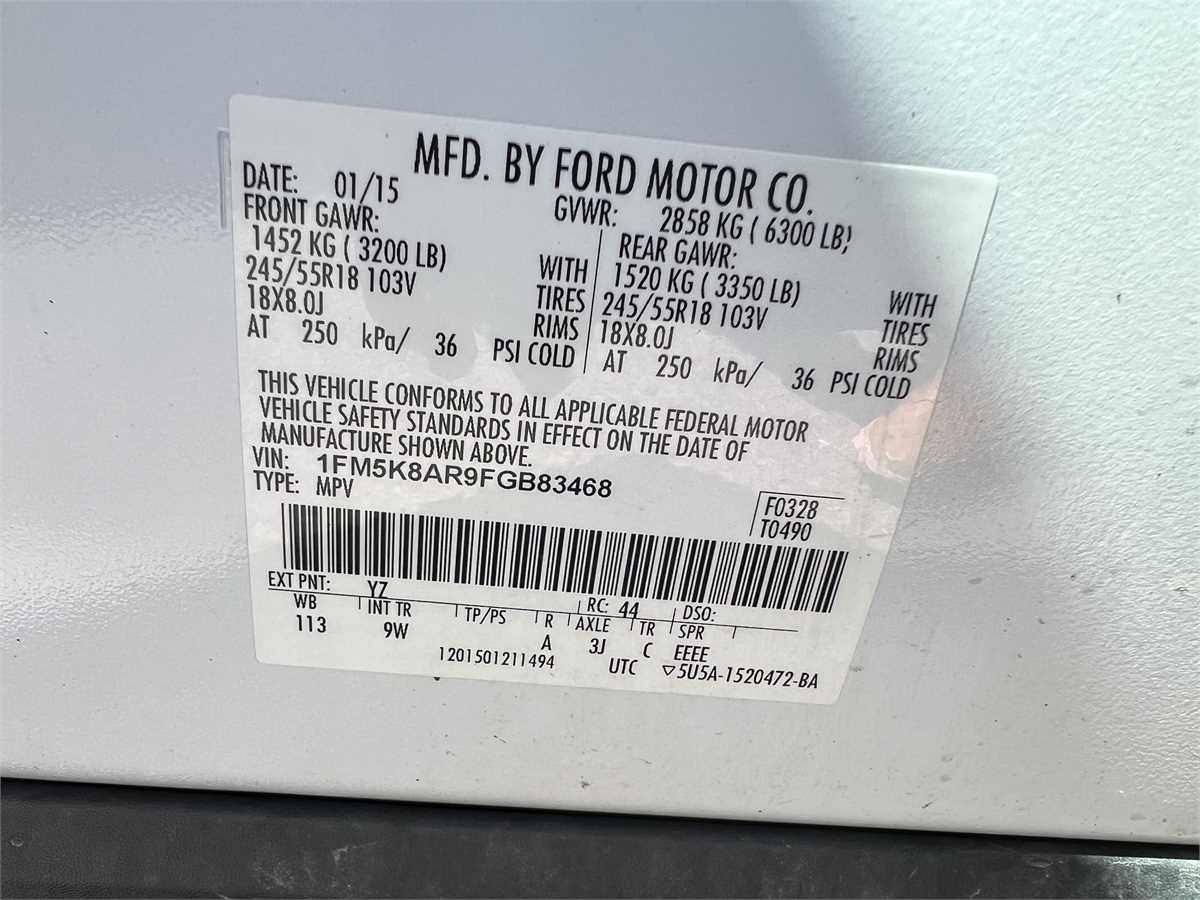 MFD. BY FORD MOTOR CO.
DATE: 01/15 GVWR: 2858 KG ( 6300 LB)
FRONT GAWR: REAR GAWR:
1452 KG ( 3200 LB) WITH 1520 KG ( 3350 LB) WITH
245/55R18 103V TIRES 245/55R18 103V TIRES
18X8.0J RIMS 18X8.0J RIMS
AT 250 kPa/ 36 PSI COLD AT 250 kPa/ 36 PSI COLD
THIS VEHICLE CONFORMS TO ALL APPLICABLE FEDERAL MOTOR
VEHICLE SAFETY STANDARDS IN EFFECT ON THE DATE OF
MANUFACTURE SHOWN ABOVE.
VIN: 1FM5K8AR9FGB83468
TYPE: MPV
F0328
T0490
EXT PNT: YZ RC: 44 DSO:
WB INT TR TP/PS R AXLE TR SPR
113 9W A 3J C EEEE
1201501211494 UTC ▽5U5A-1520472-BA